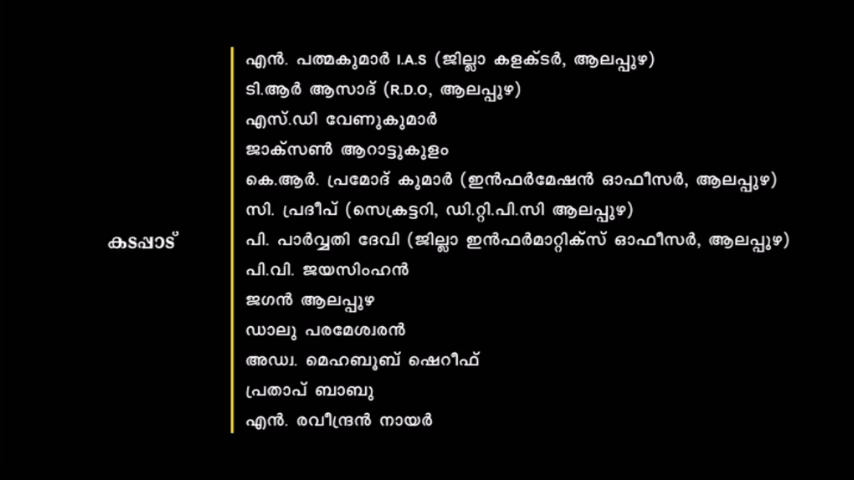 എൻ. പത്മകുമാർ I.A.S (ജില്ലാ കളക്ടർ, ആലപ്പുഴ)
ടി.ആർ ആസാദ് (R.D.O, ആലപ്പുഴ)
എസ്.ഡി വേണുകുമാർ
ജാക്സൺ ആറാട്ടുകുളം
കെ.ആർ. പ്രമോദ് കുമാർ (ഇൻഫർമേഷൻ ഓഫീസർ, ആലപ്പുഴ)
സി. പ്രദീപ് (സെക്രട്ടറി, ഡി.റ്റി.പി.സി ആലപ്പുഴ)
കടപ്പാട് പി. പാർവ്വതി ദേവി (ജില്ലാ ഇൻഫർമാറ്റിക്സ് ഓഫീസർ, ആലപ്പുഴ)
പി.വി. ജയസിംഹൻ
ജഗൻ ആലപ്പുഴ
ഡാലു പരമേശ്വരൻ
അഡ്വ. മെഹബൂബ് ഷെറീഫ്
പ്രതാപ് ബാബു
എൻ. രവീന്ദ്രൻ നായർ